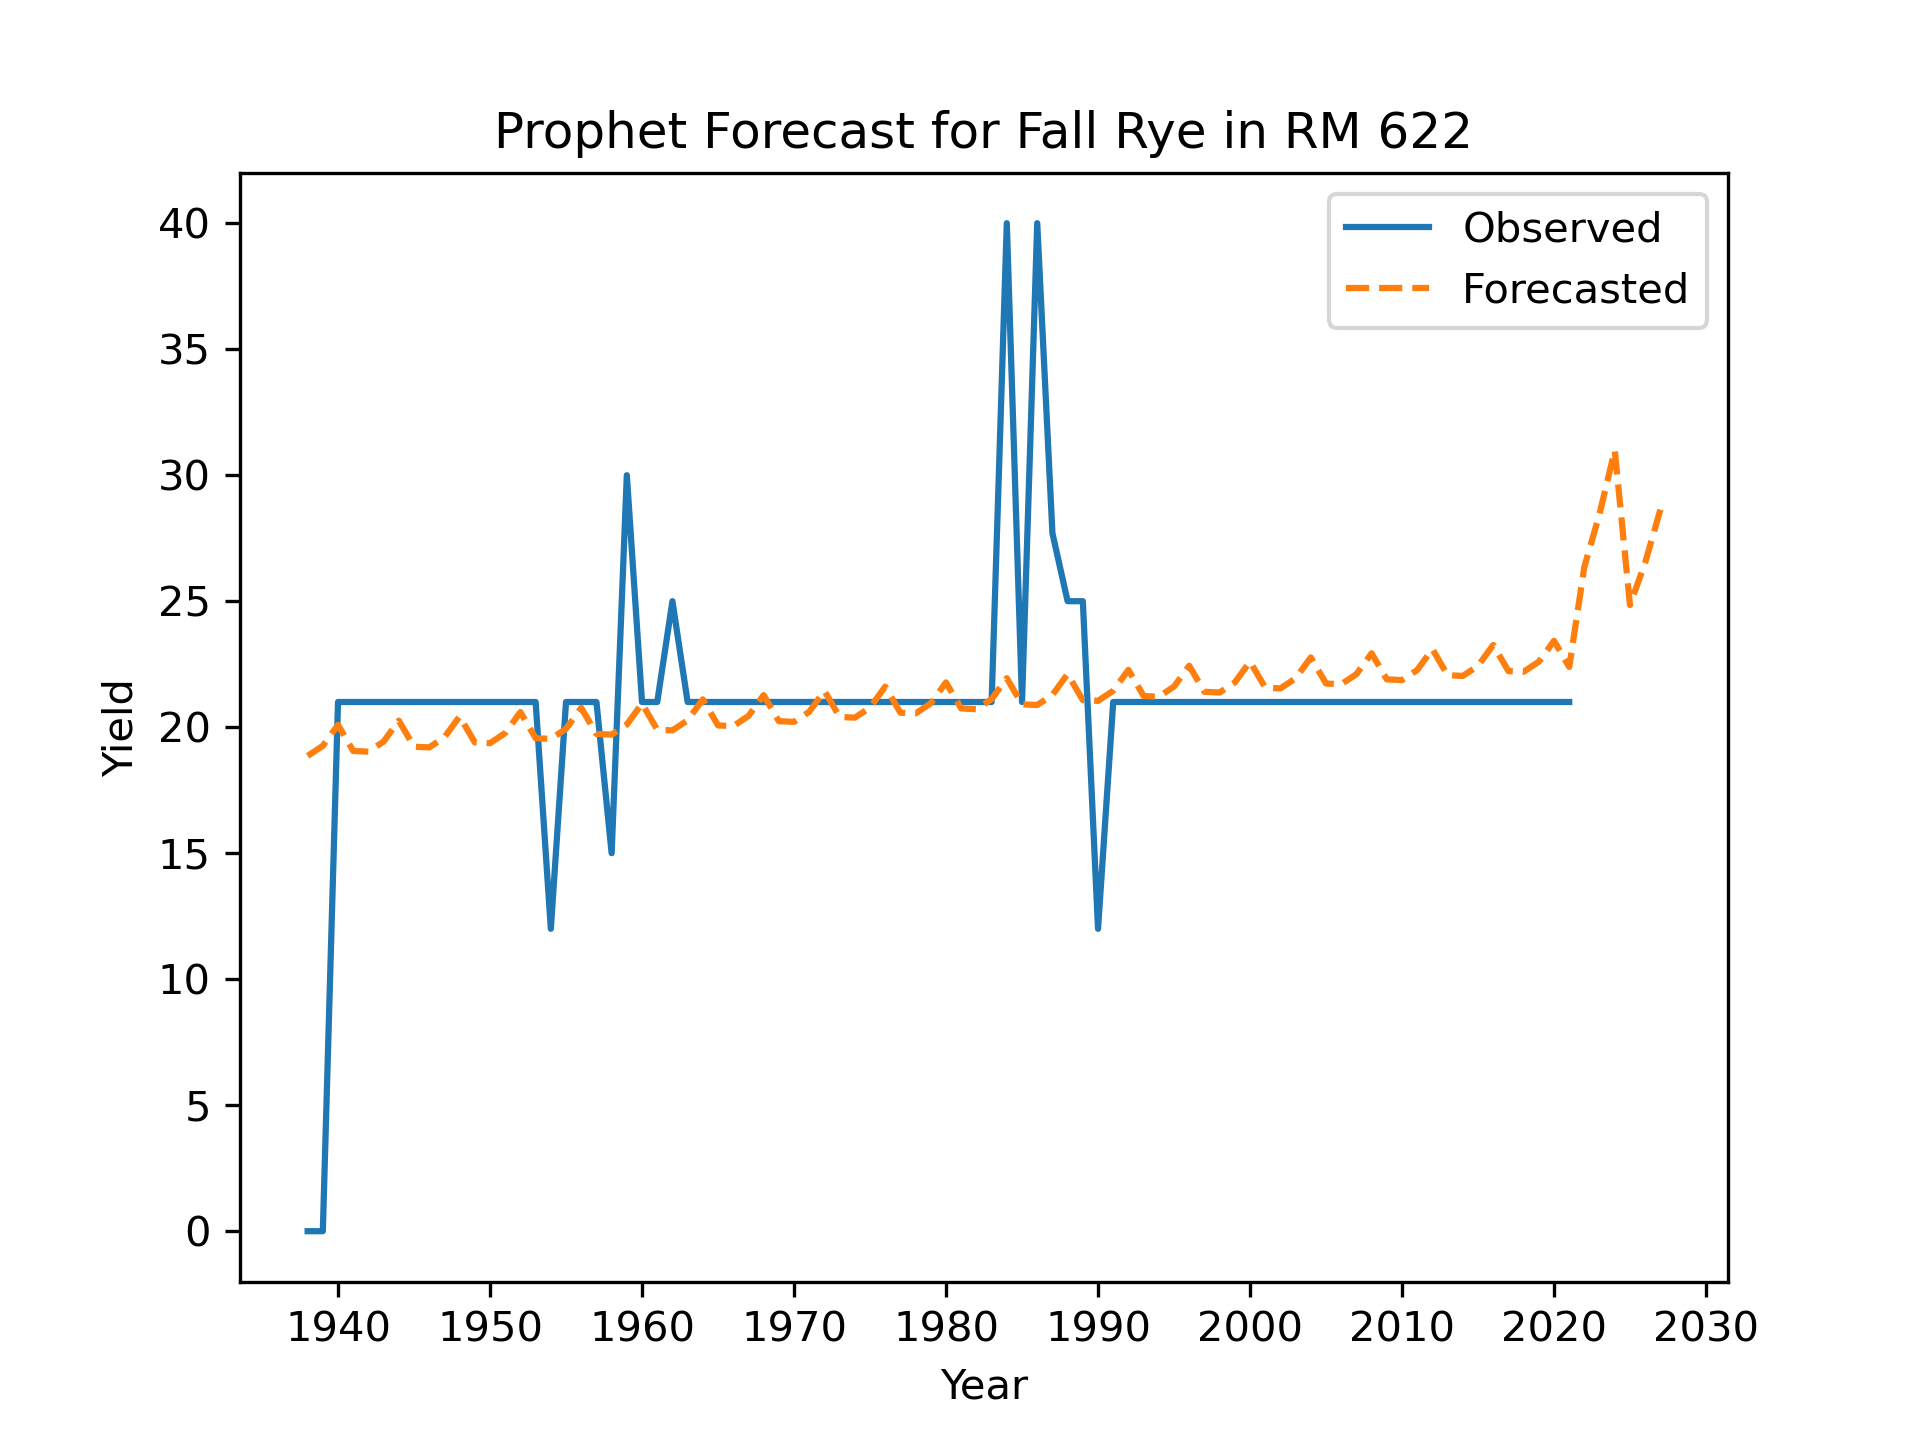 Prophet Forecast for Fall Rye in RM 622
Observed
Forecasted
40
35
30
25
20
15
10
5
0
Yield
1940 1950 1960 1970 1980 1990 2000 2010 2020 2030
Year